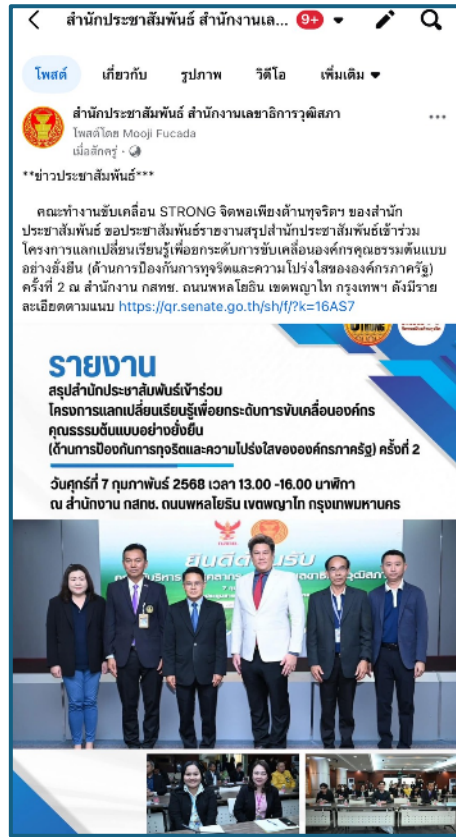 สำนักประชาสัมพันธ์ สำนักงานเล... 9+
โพสต์ เกี่ยวกับ รูปภาพ วิดีโอ เพิ่มเติม
สำนักประชาสัมพันธ์ สำนักงานเลขาธิการวุฒิสภา
โพสต์โดย Mooji Fucada
เมื่อสักครู่ ·
**ข่าวประชาสัมพันธ์***
คณะทำงานขับเคลื่อน STRONG จิตพอเพียงต้านทุจริตฯ ของสำนัก
ประชาสัมพันธ์ ขอประชาสัมพันธ์รายงานสรุปสำนักประชาสัมพันธ์เข้าร่วม
โครงการแลกเปลี่ยนเรียนรู้เพื่อยกระดับการขับเคลื่อนองค์กรคุณธรรมต้นแบบ
อย่างยั่งยืน (ด้านการป้องกันการทุจริตและความโปร่งใสขององค์กรภาครัฐ)
ครั้งที่ 2 ณ สำนักงาน กสทช. ถนนพหลโยธิน เขตพญาไท กรุงเทพฯ ดังมีราย
ละเอียดตามแนบ https://qr.senate.go.th/sh/f/?k=16AS7
รายงาน
สรุปสำนักประชาสัมพันธ์เข้าร่วม
โครงการแลกเปลี่ยนเรียนรู้เพื่อยกระดับการขับเคลื่อนองค์กร
คุณธรรมต้นแบบอย่างยั่งยืน
(ด้านการป้องกันการทุจริตและความโปร่งใสขององค์กรภาครัฐ) ครั้งที่ 2
วันศุกร์ที่ 7 กุมภาพันธ์ 2568 เวลา 13.00 -16.00 นาฬิกา
ณ สำนักงาน กสทช. ถนนพหลโยธิน เขตพญาไท กรุงเทพมหานคร